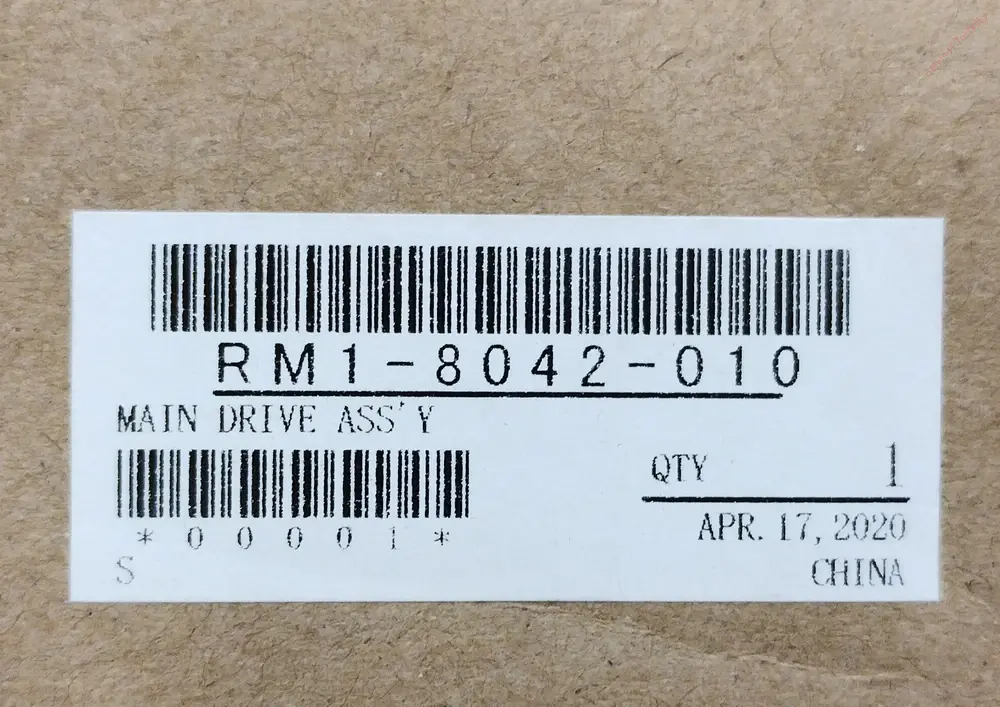 RM1-8042-010
MAIN DRIVE ASS'Y
QTY 1
*00001*
APR. 17, 2020
S
CHINA